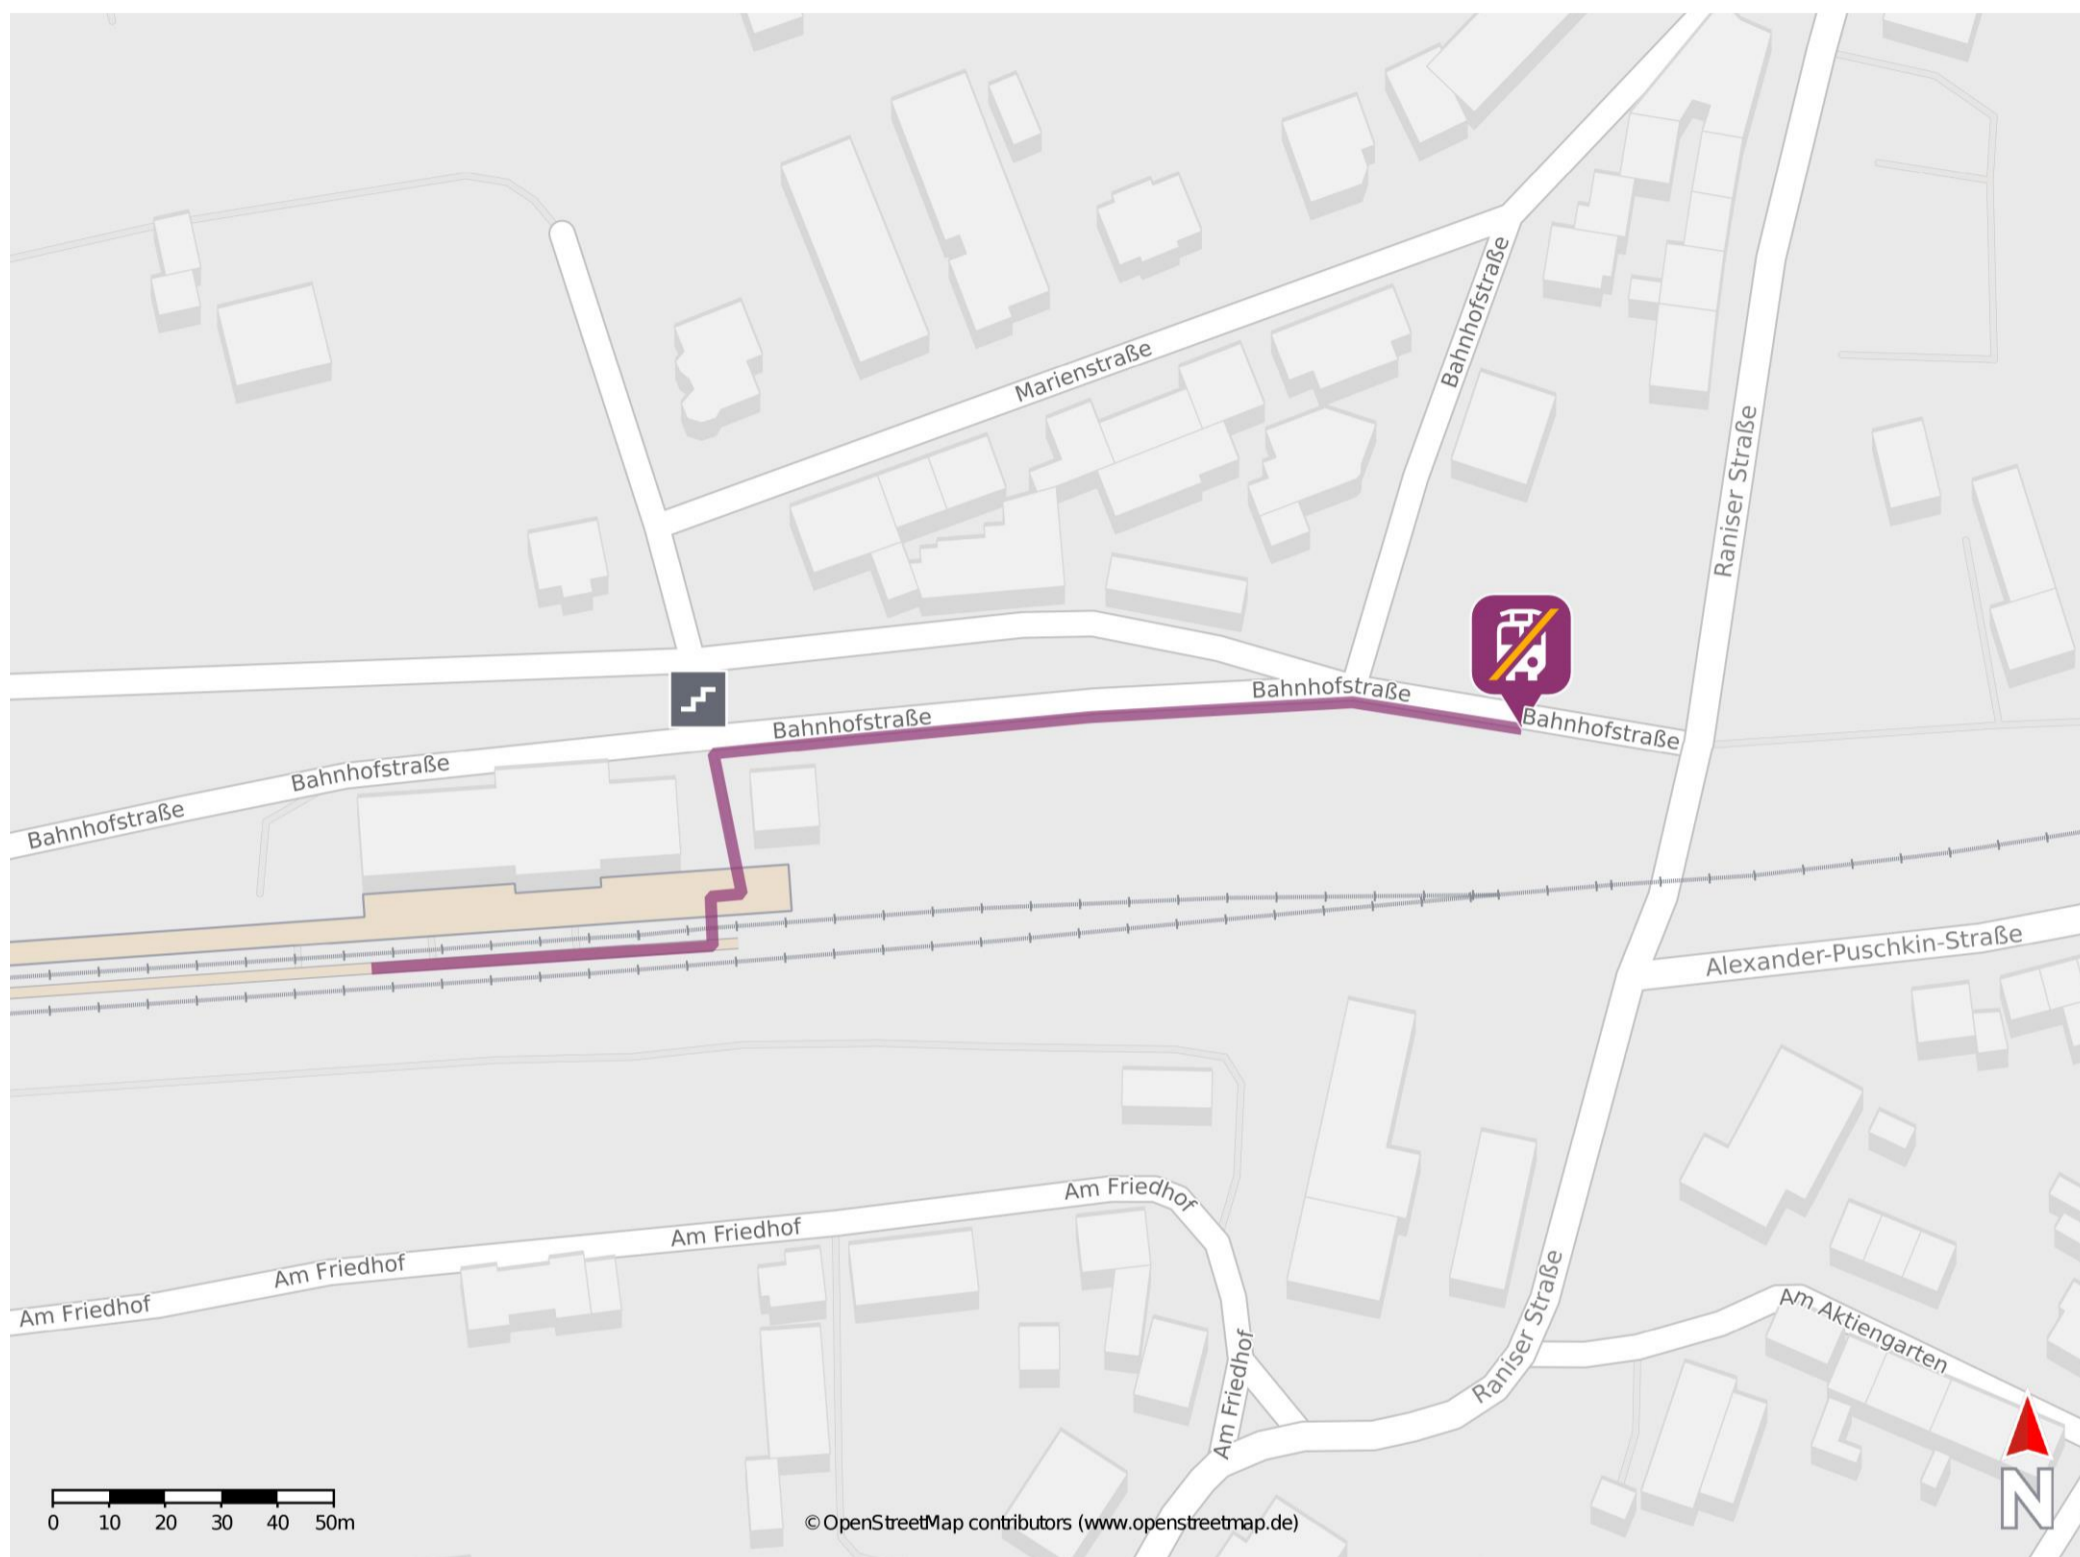 Marienstraße
Bahnhofstraße
Raniser Straße
Bahnhofstraße
Bahnhofstraße
Bahnhofstraße
Bahnhofstraße
Bahnhofstraße
Alexander-Puschkin-Straße
Am Friedhof
Am Friedhof
Am Friedhof
Am Friedhof
Am Friedhof
Raniser Straße
Am Aktiengarten
N
0 10 20 30 40 50m
© OpenStreetMap contributors (www.openstreetmap.de)